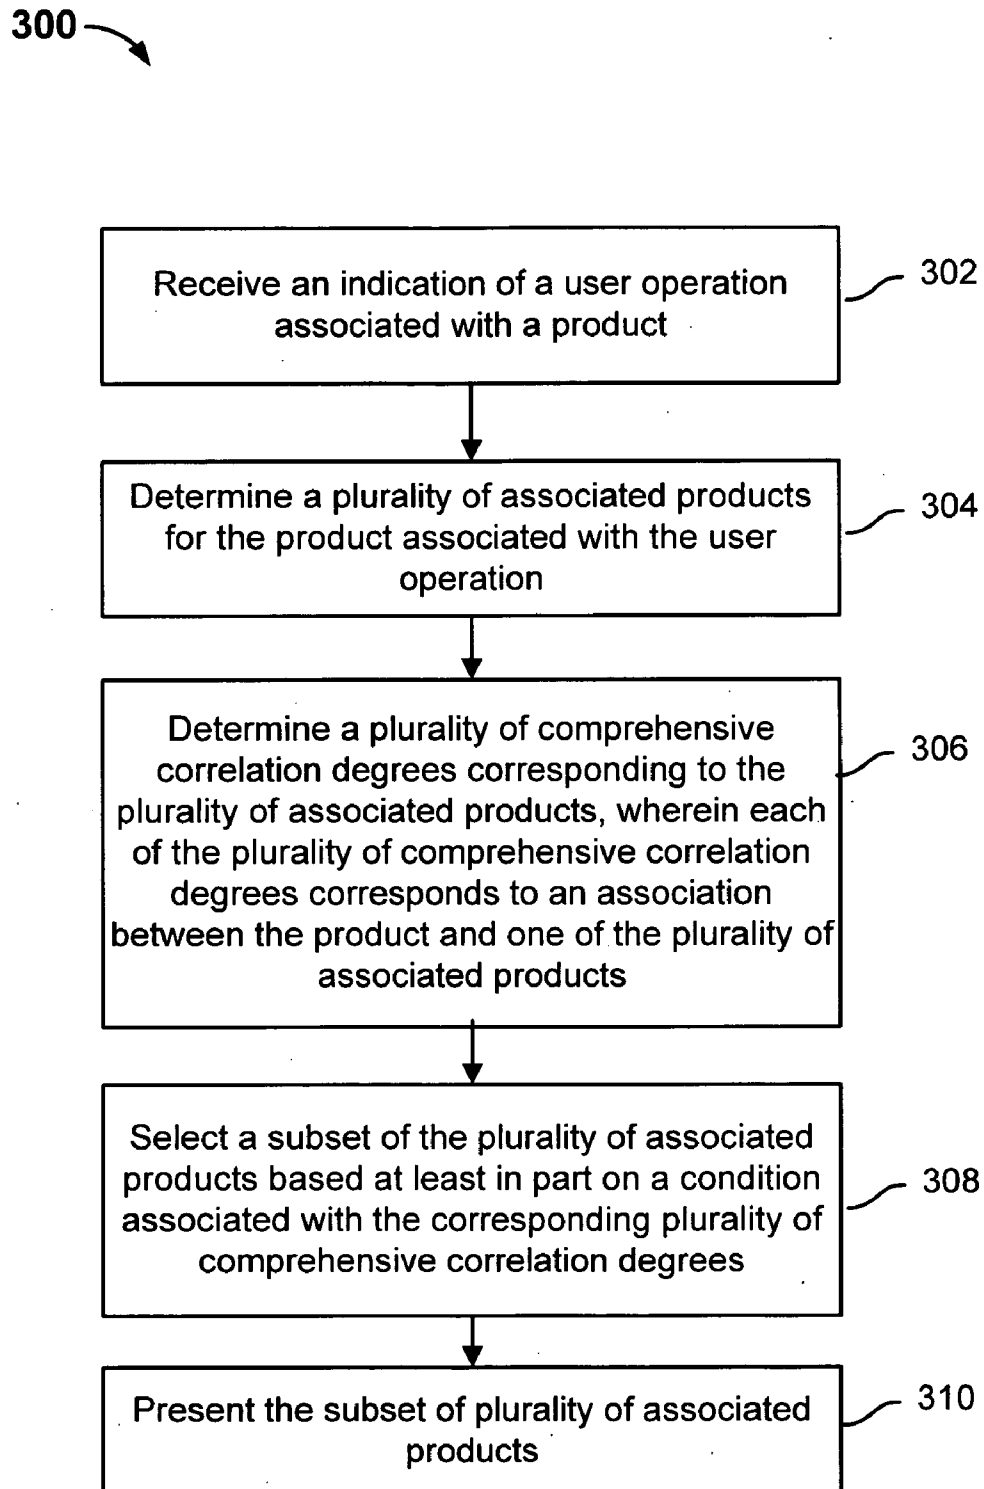 300
Receive an indication of a user operation
associated with a product
302
Determine a plurality of associated products
for the product associated with the user
operation
304
Determine a plurality of comprehensive
correlation degrees corresponding to the
plurality of associated products, wherein each
of the plurality of comprehensive correlation
degrees corresponds to an association
between the product and one of the plurality of
associated products
306
Select a subset of the plurality of associated
products based at least in part on a condition
associated with the corresponding plurality of
comprehensive correlation degrees
308
Present the subset of plurality of associated
products
310